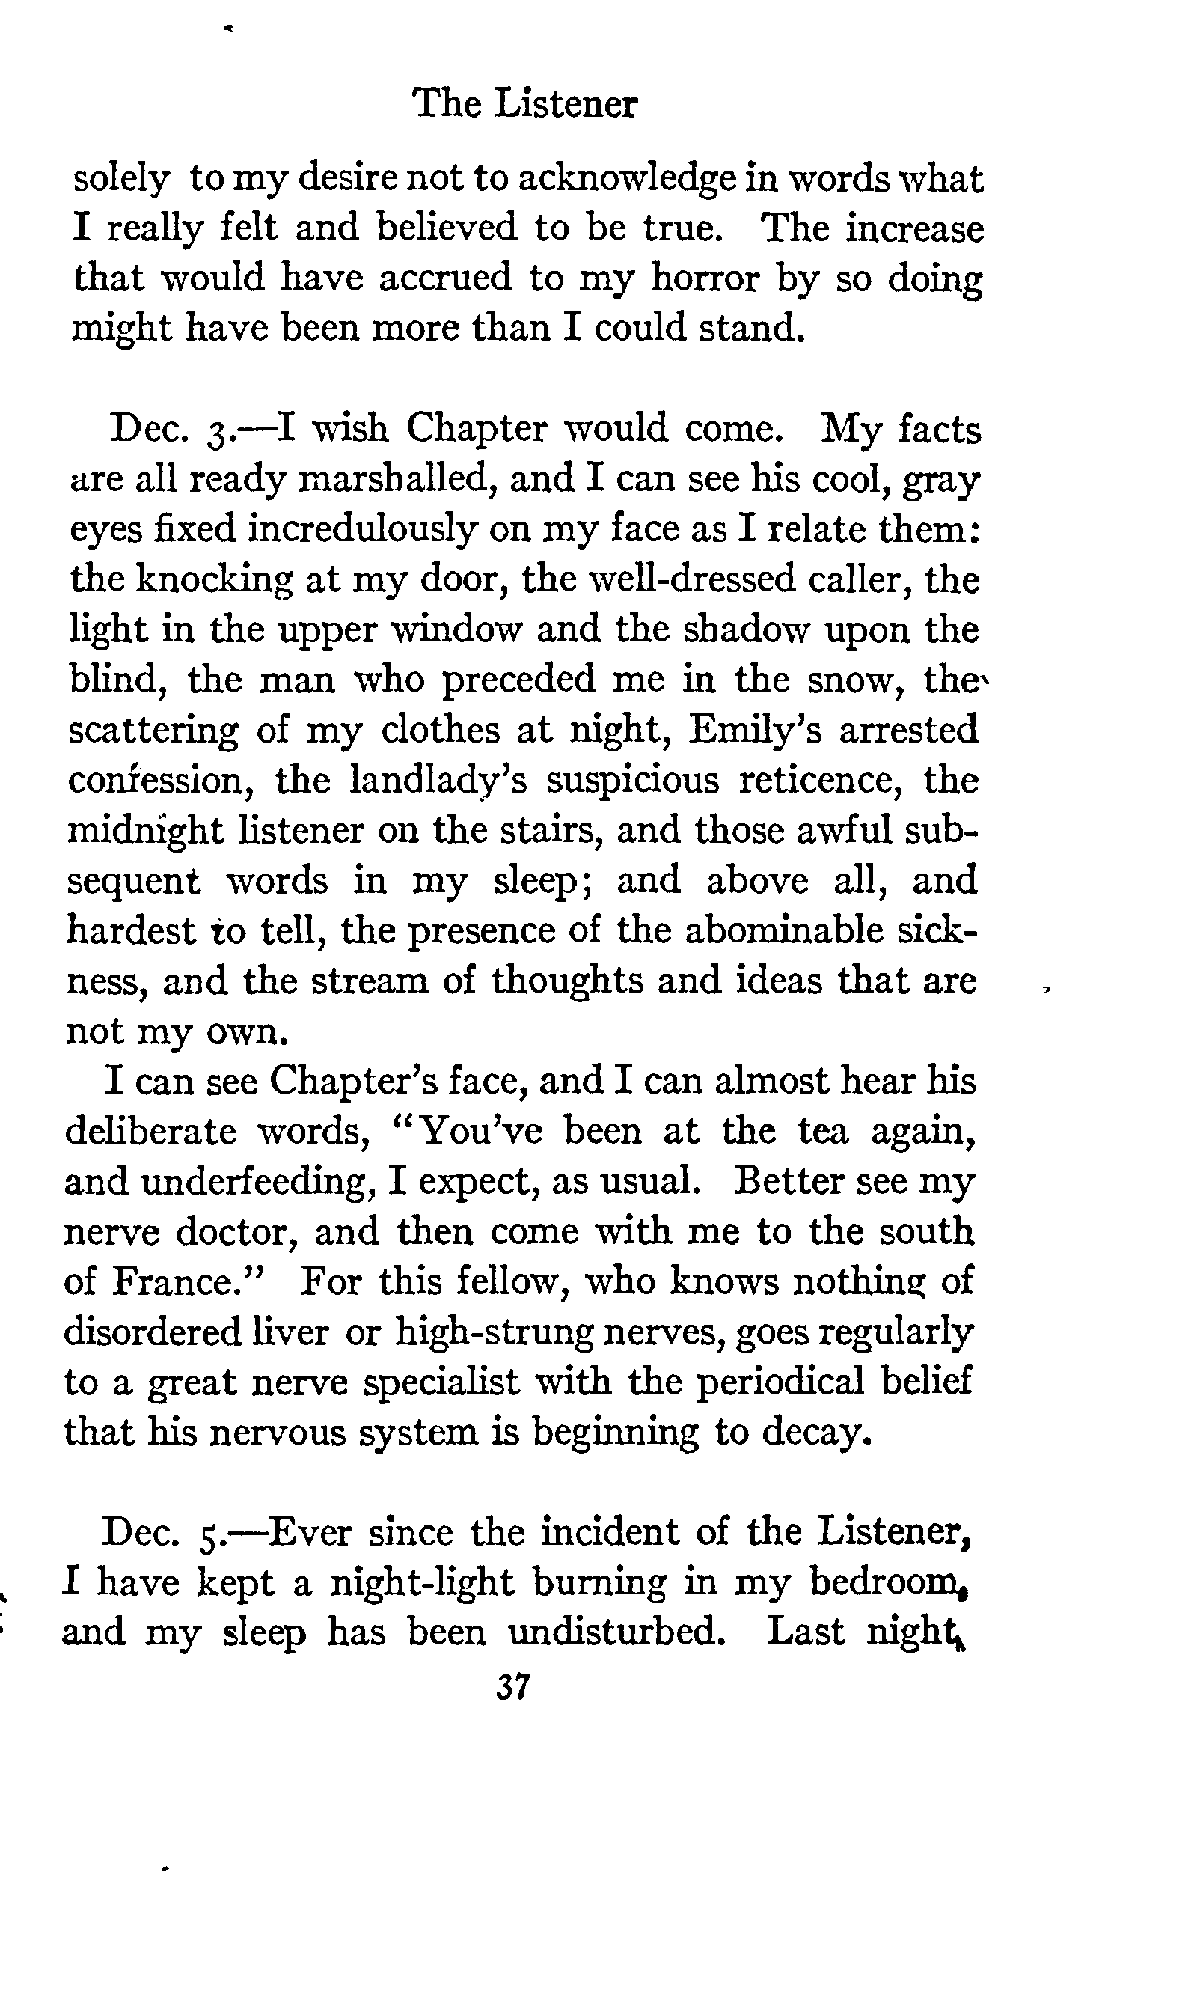 The Listener
solely to my desire not to acknowledge in words what
I really felt and believed to be true. The increase
that would have accrued to my horror by so doing
might have been more than I could stand.
Dec. 3.—I wish Chapter would come. My facts
are all ready marshalled, and I can see his cool, gray
eyes fixed incredulously on my face as I relate them:
the knocking at my door, the well-dressed caller, the
light in the upper window and the shadow upon the
blind, the man who preceded me in the snow, the
scattering of my clothes at night, Emily's arrested
confession, the landlady's suspicious reticence, the
midnight listener on the stairs, and those awful sub-
sequent words in my sleep; and above all, and
hardest to tell, the presence of the abominable sick-
ness, and the stream of thoughts and ideas that are
not my own.
I can see Chapter's face, and I can almost hear his
deliberate words, "You've been at the tea again,
and underfeeding, I expect, as usual. Better see my
nerve doctor, and then come with me to the south
of France." For this fellow, who knows nothing of
disordered liver or high-strung nerves, goes regularly
to a great nerve specialist with the periodical belief
that his nervous system is beginning to decay.
Dec. 5.—Ever since the incident of the Listener,
I have kept a night-light burning in my bedroom,
and my sleep has been undisturbed. Last night,
37